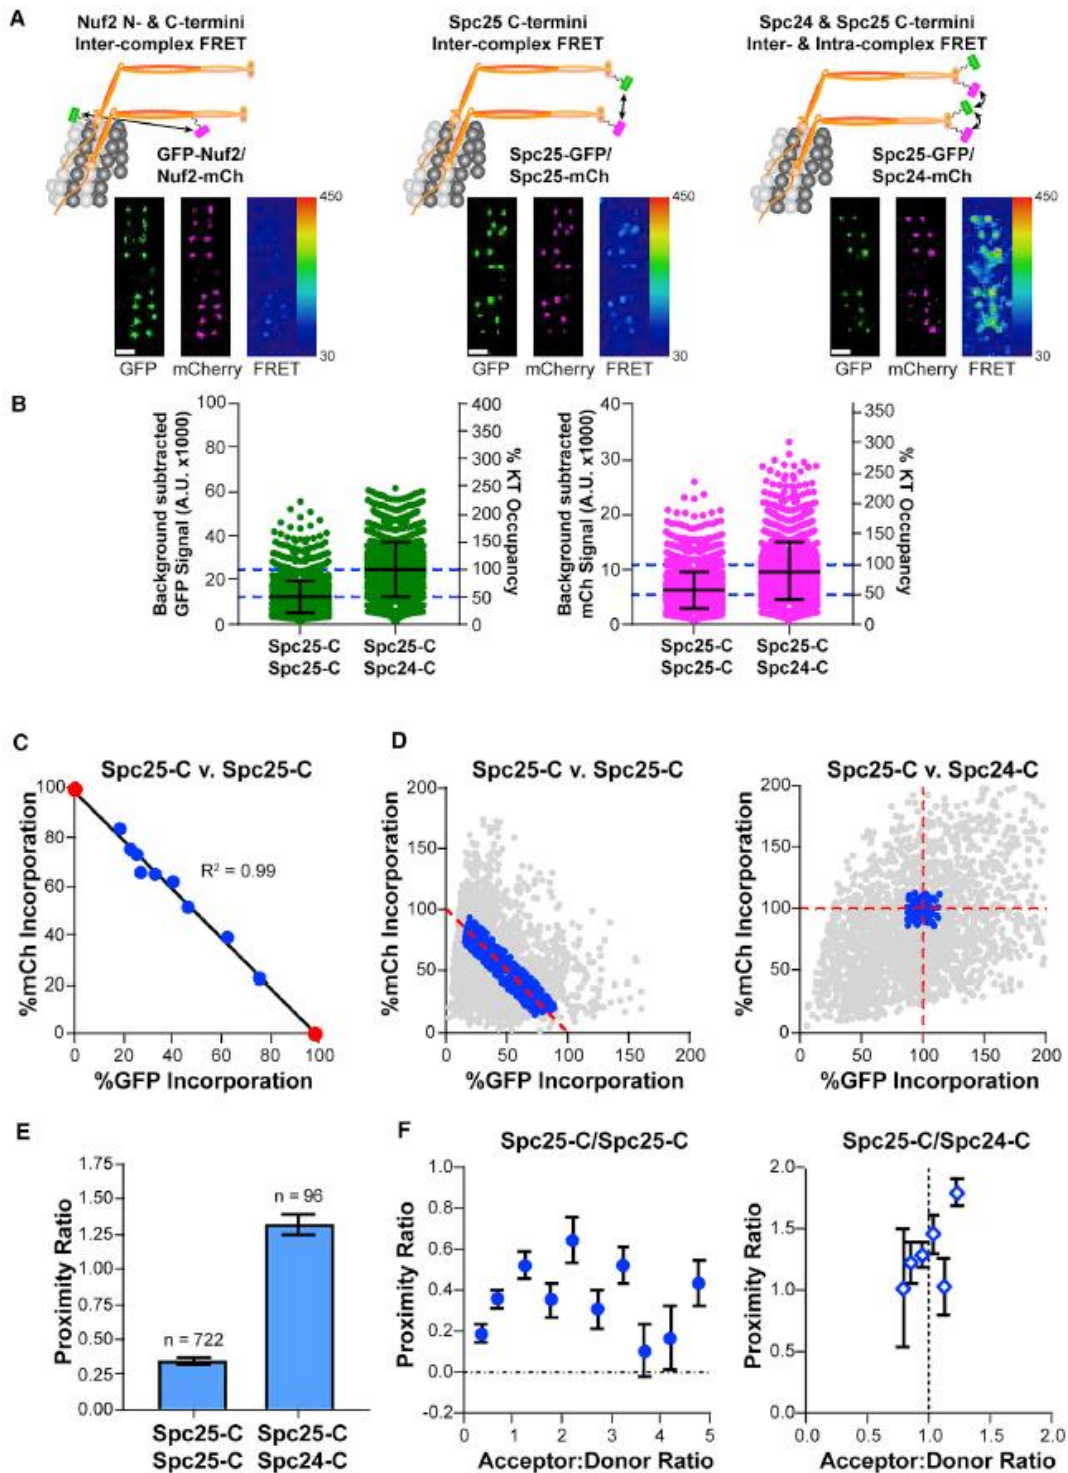 A
Nuf2 N- & C-termini
Inter-complex FRET
Spc25 C-termini
Inter-complex FRET
Spc24 & Spc25 C-termini
Inter- & Intra-complex FRET
GFP-Nuf2/
Nuf2-mCh
Spc25-GFP/
Spc25-mCh
Spc25-GFP/
Spc24-mCh
450
30
GFP mCherry FRET
450
30
GFP mCherry FRET
450
30
GFP mCherry FRET
B
Background subtracted
GFP Signal (A.U. x1000)
100
80
60
40
20
0
400
350
300
250
200
150
100
50
0
% KT Occupancy
Spc25-C
Spc25-C
Spc25-C
Spc24-C
Background subtracted
mCh Signal (A.U. x1000)
40
30
20
10
0
350
300
250
200
150
100
50
0
% KT Occupancy
Spc25-C
Spc25-C
Spc25-C
Spc24-C
C
Spc25-C v. Spc25-C
%mCh Incorporation
100
80
60
40
20
0
R² = 0.99
0 20 40 60 80 100
%GFP Incorporation
D
Spc25-C v. Spc25-C
%mCh Incorporation
200
150
100
50
0
0 50 100 150 200
%GFP Incorporation
Spc25-C v. Spc24-C
%mCh Incorporation
200
150
100
50
0
0 50 100 150 200
%GFP Incorporation
E
Proximity Ratio
1.75
1.50
1.25
1.00
0.75
0.50
0.25
0.00
n = 722
n = 96
Spc25-C
Spc25-C
Spc25-C
Spc24-C
F
Spc25-C/Spc25-C
Proximity Ratio
1.0
0.8
0.6
0.4
0.2
0.0
-0.2
0 1 2 3 4 5
Acceptor:Donor Ratio
Spc25-C/Spc24-C
Proximity Ratio
2.0
1.5
1.0
0.5
0.0
0.0 0.5 1.0 1.5 2.0
Acceptor:Donor Ratio